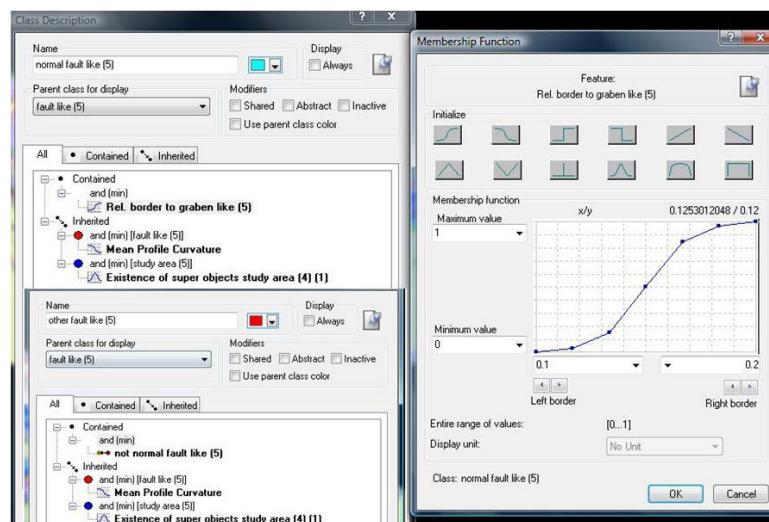 Class Description
Name
Display
normal fault like (5)
Always
Parent class for display
Modifiers
fault like (5)
Shared Abstract Inactive
Use parent class color
All Contained Inherited
Contained
and (min)
Rel. border to graben like (5)
Inherited
and (min) [fault like (5)]
Mean Profile Curvature
and (min) [study area (5)]
Existence of super objects study area (4) (1)
Name
Display
other fault like (5)
Always
Parent class for display
Modifiers
fault like (5)
Shared Abstract Inactive
Use parent class color
All Contained Inherited
Contained
and (min)
not normal fault like (5)
Inherited
and (min) [fault like (5)]
Mean Profile Curvature
and (min) [study area (5)]
Existence of super objects study area (4) (1)
Membership Function
Feature:
Rel. border to graben like (5)
Initialize
Membership function
Maximum value
x/y
0.1253012048 / 0.12
1
Minimum value
0
0.1
0.2
Left border
Right border
Entire range of values:
[0...1]
Display unit:
No Unit
Class: normal fault like (5)
OK
Cancel